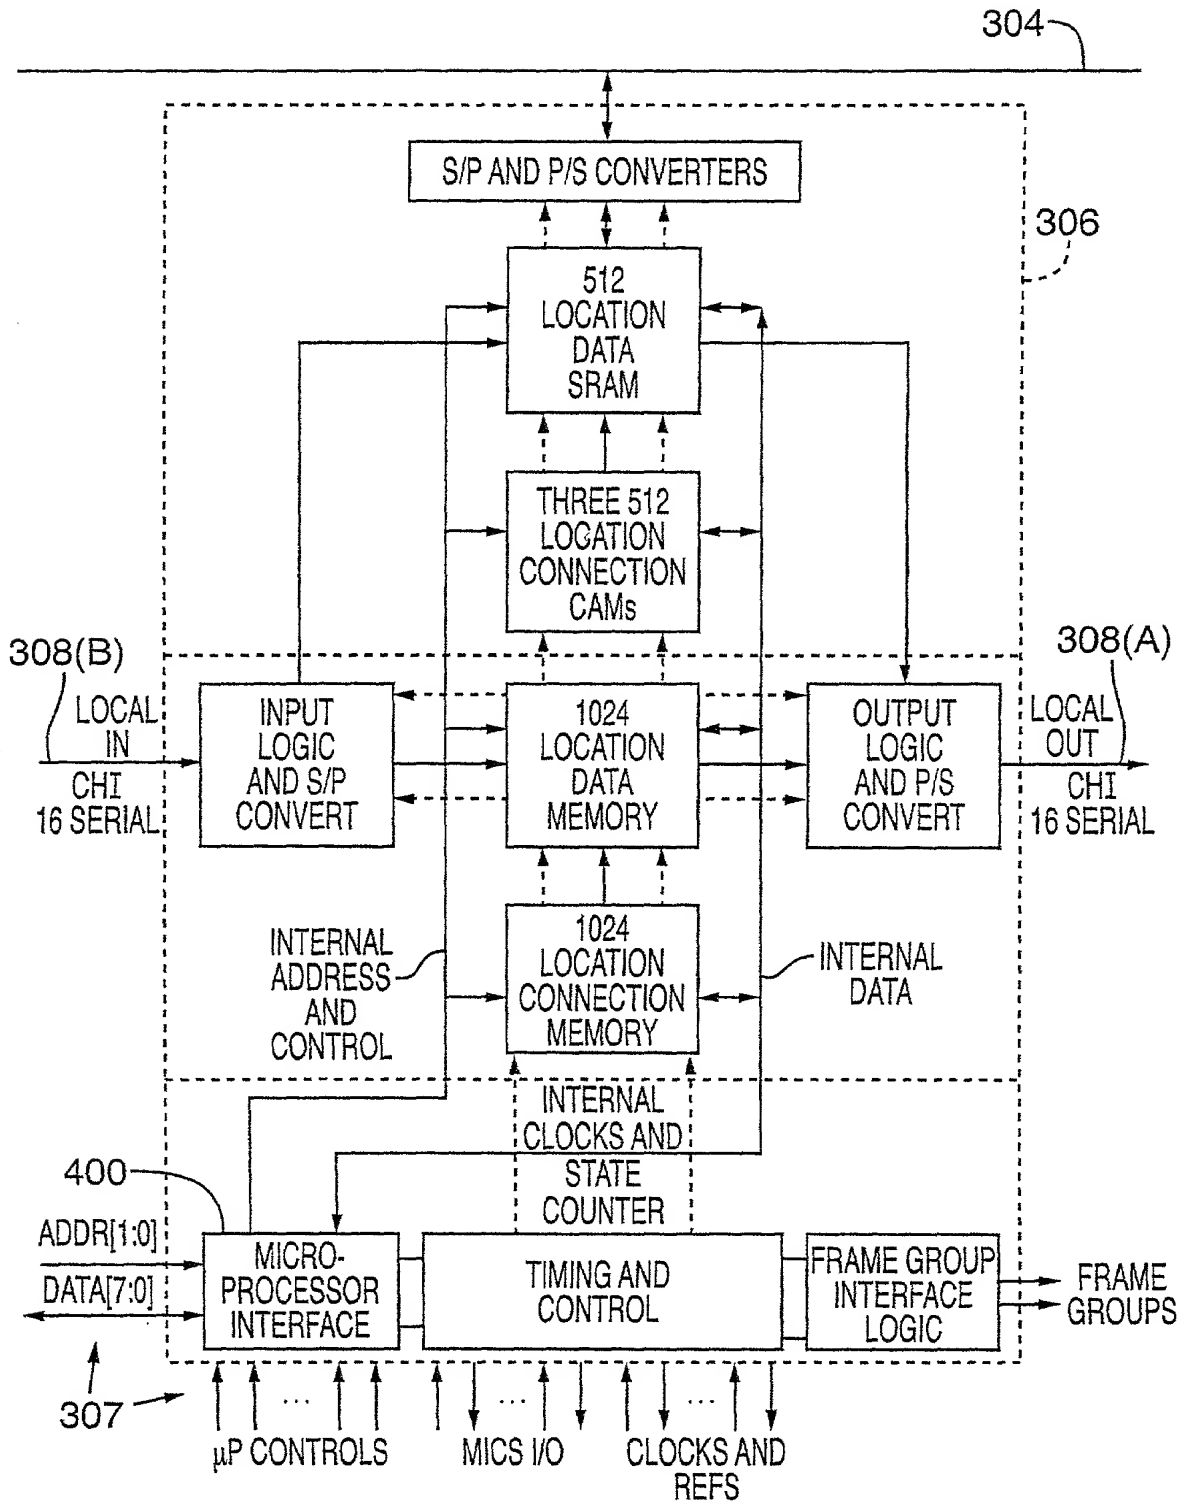 304
S/P AND P/S CONVERTERS
306
512
LOCATION
DATA
SRAM
THREE 512
LOCATION
CONNECTION
CAMs
308(B)
LOCAL
IN
CHI
16 SERIAL
INPUT
LOGIC
AND S/P
CONVERT
1024
LOCATION
DATA
MEMORY
OUTPUT
LOGIC
AND P/S
CONVERT
308(A)
LOCAL
OUT
CHI
16 SERIAL
INTERNAL
ADDRESS
AND
CONTROL
1024
LOCATION
CONNECTION
MEMORY
INTERNAL
DATA
INTERNAL
CLOCKS AND
STATE
COUNTER
400
ADDR[1:0]
DATA[7:0]
MICRO-
PROCESSOR
INTERFACE
TIMING AND
CONTROL
FRAME GROUP
INTERFACE
LOGIC
FRAME
GROUPS
307
...
...
...
µP CONTROLS
MICS I/O
CLOCKS AND
REFS